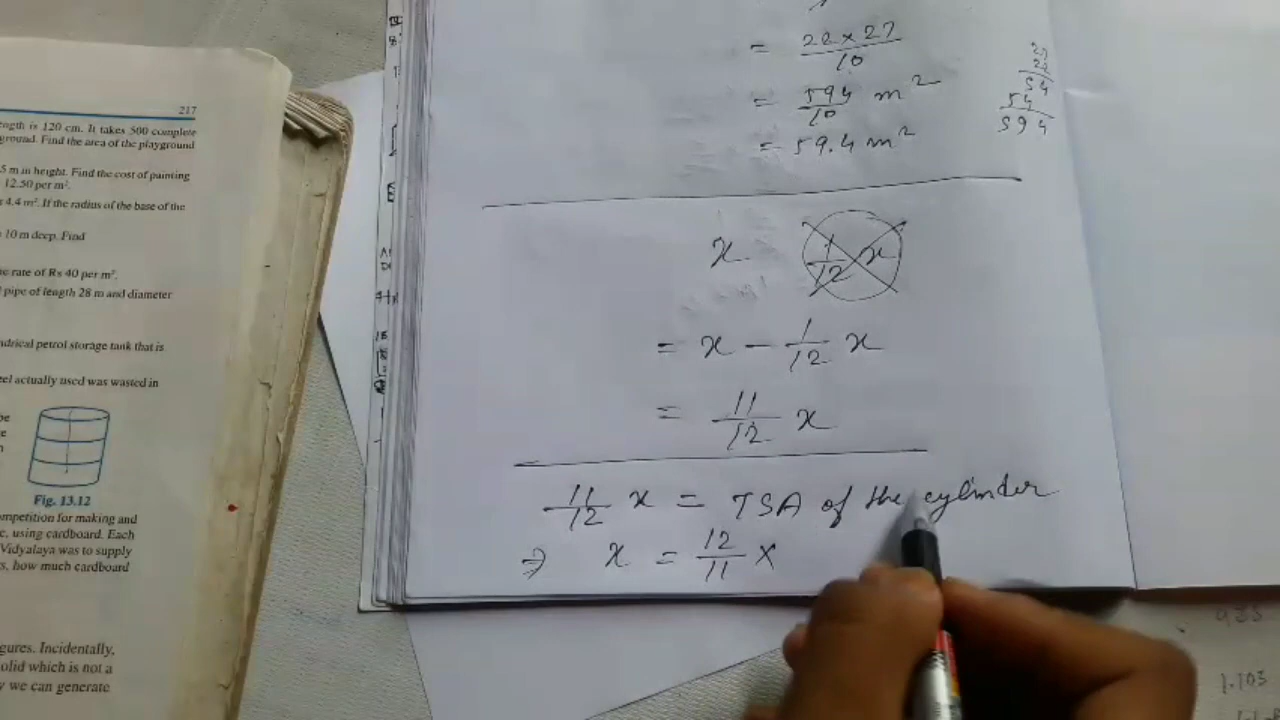 217
ength is 120 cm. It takes 500 complete
ground. Find the area of the playground
5 m in height. Find the cost of painting
12.50 per m².
4.4 m². If the radius of the base of the
10 m deep. Find
e rate of Rs 40 per m².
pipe of length 28 m and diameter
ndrical petrol storage tank that is
eel actually used was wasted in
Fig. 13.12
ompetition for making and
e, using cardboard. Each
Vidyalaya was to supply
s, how much cardboard
gures. Incidentally,
olid which is not a
y we can generate
= 22 × 27 / 10
= 594 / 10 m²
= 59.4 m²
27
22
54
54
594
x 1/12 x
= x − 1/12 x
= 11/12 x
11/12 x = TSA of the cylinder
⇒ x = 12/11 ×